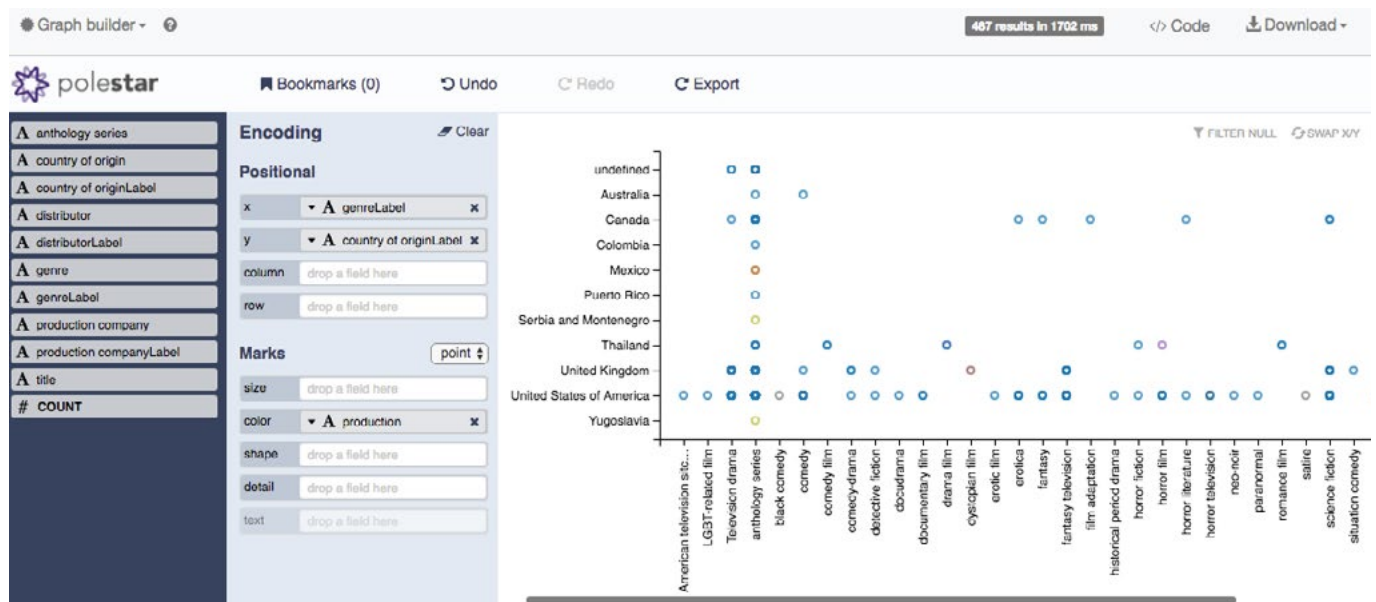 Graph builder
467 results in 1702 ms
</> Code
Download
polestar
Bookmarks (0)
Undo
Redo
Export
A anthology series
A country of origin
A country of originLabel
A distributor
A distributorLabel
A genre
A genreLabel
A production company
A production companyLabel
A title
# COUNT
Encoding
Clear
Positional
x A genreLabel
y A country of originLabel
column drop a field here
row drop a field here
Marks
point
size drop a field here
color A production
shape drop a field here
detail drop a field here
text drop a field here
FILTER NULL
SWAP X/Y
undefined
Australia
Canada
Colombia
Mexico
Puerto Rico
Serbia and Montenegro
Thailand
United Kingdom
United States of America
Yugoslavia
American television sitc...
LGBT-related film
Television drama
anthology series
black comedy
comedy
comedy film
comedy-drama
detective fiction
docudrama
documentary film
drama film
dystopian film
erotic film
erotica
fantasy
fantasy television
film adaptation
historical period drama
horror fiction
horror film
horror literature
horror television
neo-noir
paranormal
romance film
satire
science fiction
situation comedy